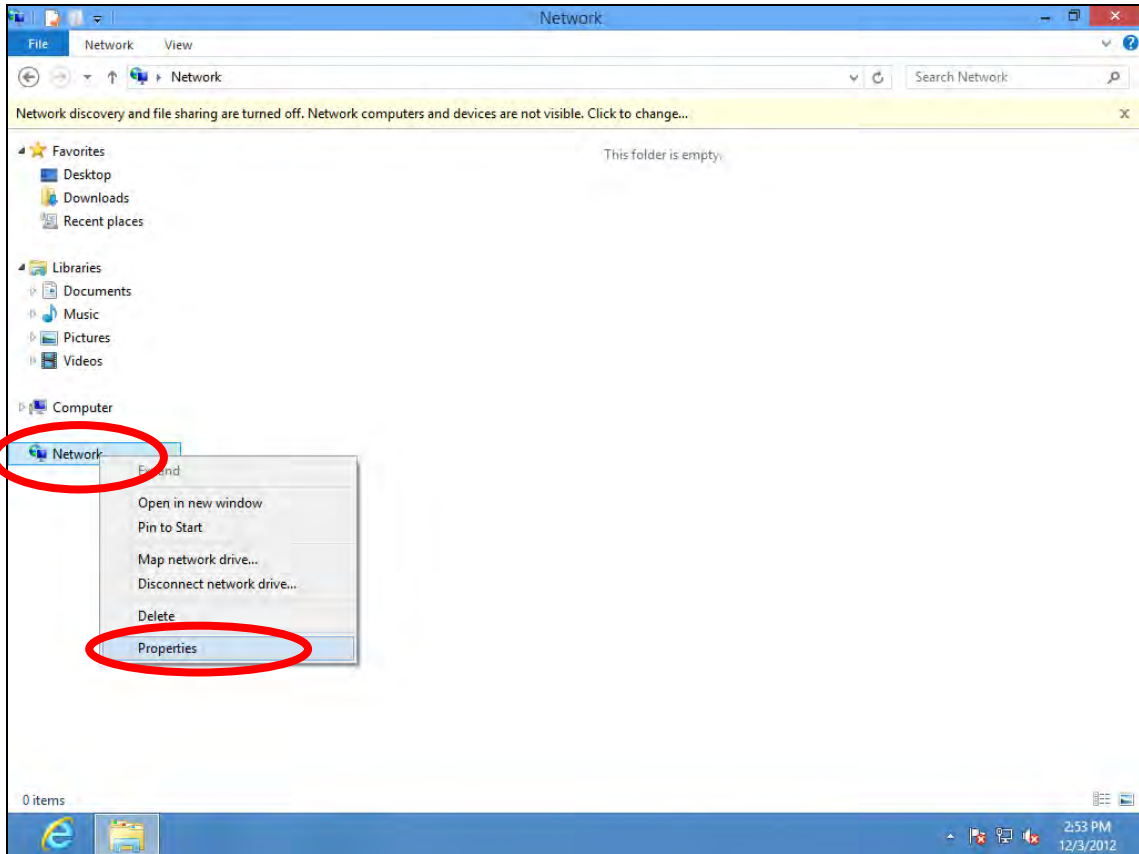 Network
File Network View
Network
Search Network
Network discovery and file sharing are turned off. Network computers and devices are not visible. Click to change...
This folder is empty.
Favorites
Desktop
Downloads
Recent places
Libraries
Documents
Music
Pictures
Videos
Computer
Network
Expand
Open in new window
Pin to Start
Map network drive...
Disconnect network drive...
Delete
Properties
0 items
2:53 PM
12/3/2012